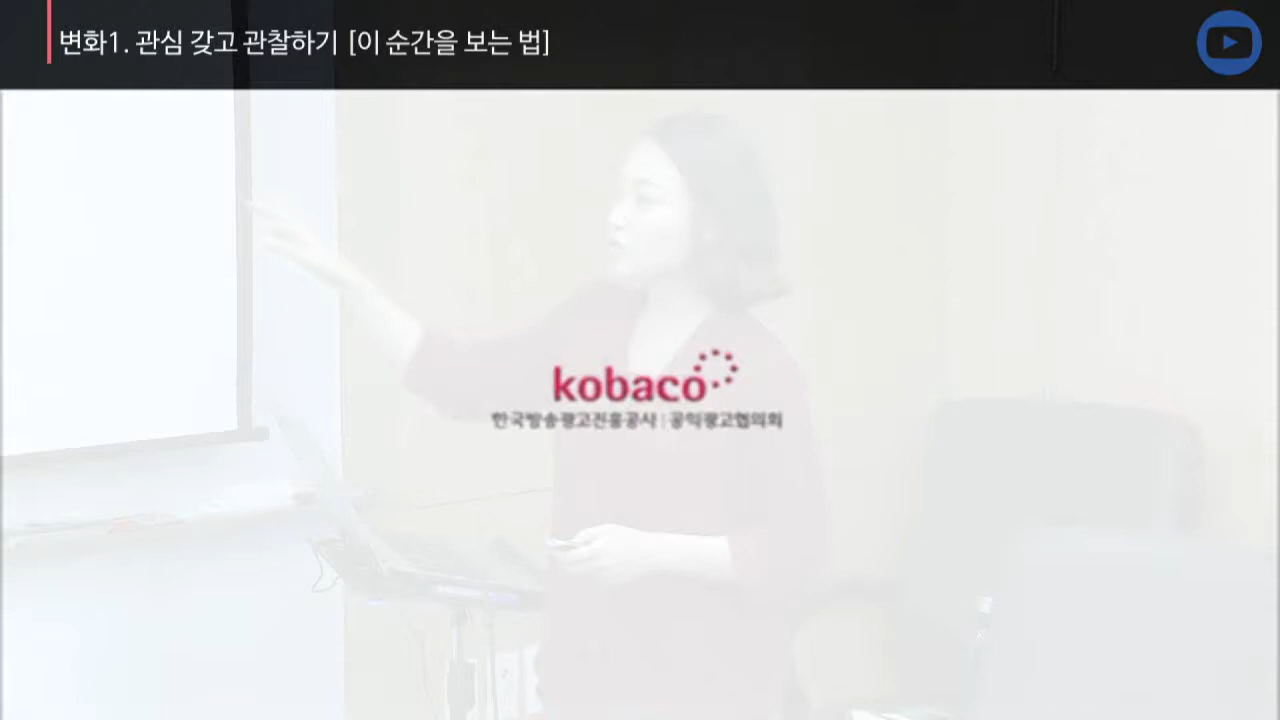 변화1. 관심 갖고 관찰하기 [이 순간을 보는 법]
kobaco
한국방송광고진흥공사 | 공익광고협의회